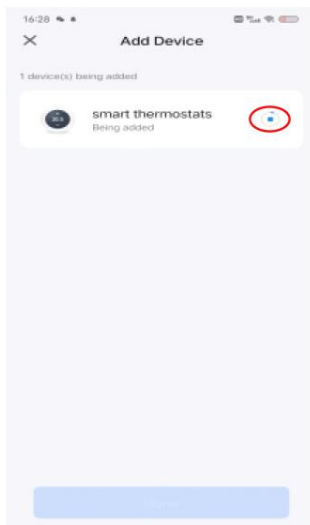 16:28
Add Device
1 device(s) being added
smart thermostats
Being added